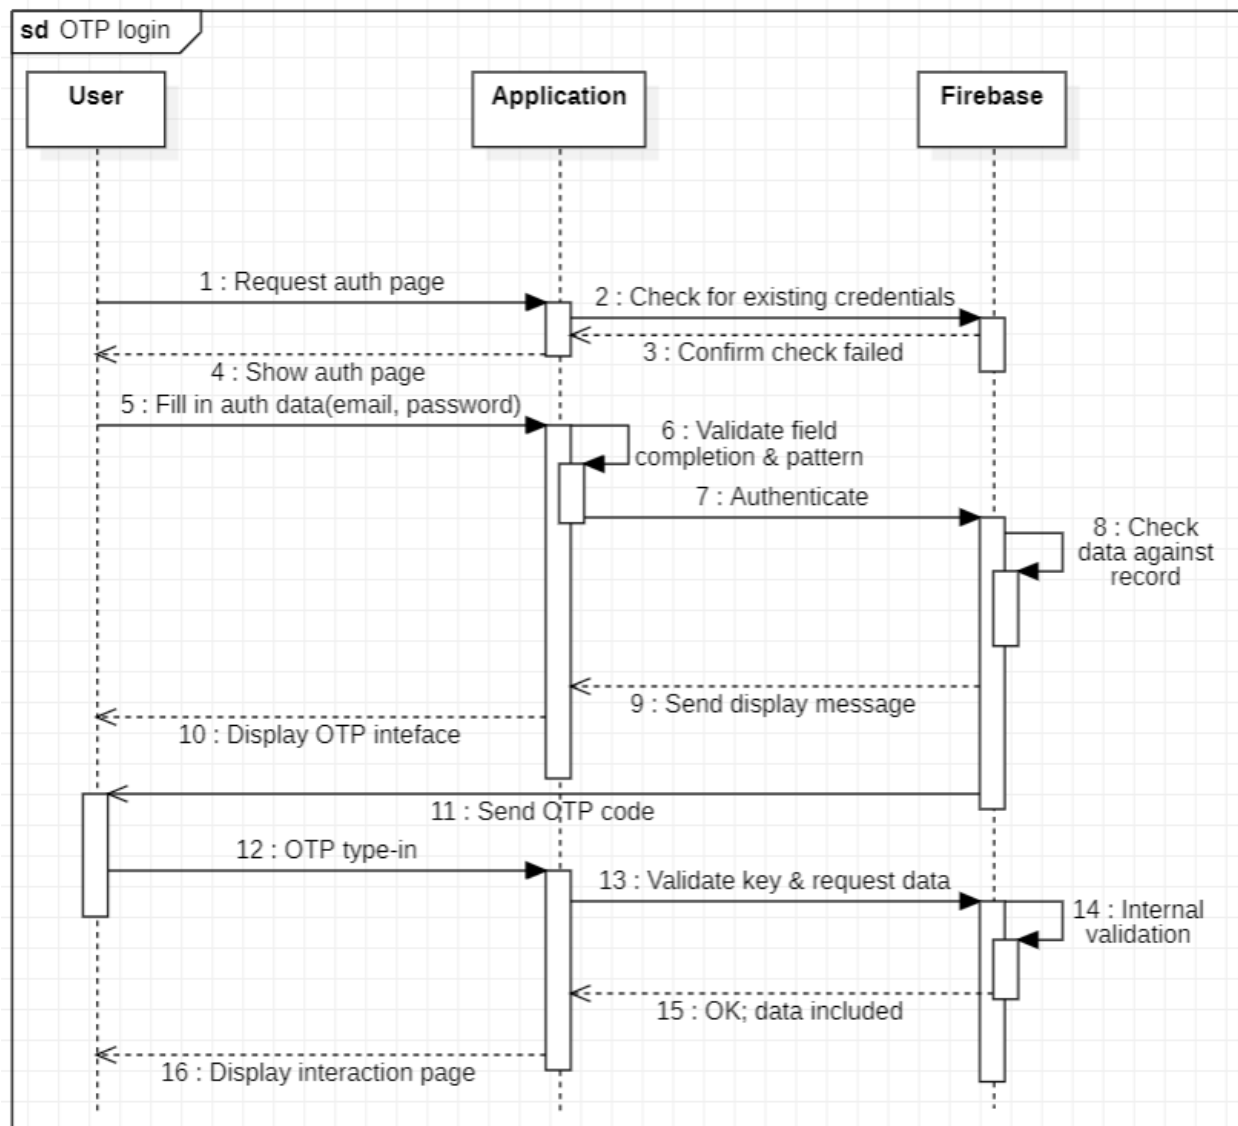 sd OTP login
User
Application
Firebase
1 : Request auth page
2 : Check for existing credentials
3 : Confirm check failed
4 : Show auth page
5 : Fill in auth data(email, password)
6 : Validate field
completion & pattern
7 : Authenticate
8 : Check
data against
record
9 : Send display message
10 : Display OTP inteface
11 : Send OTP code
12 : OTP type-in
13 : Validate key & request data
14 : Internal
validation
15 : OK; data included
16 : Display interaction page